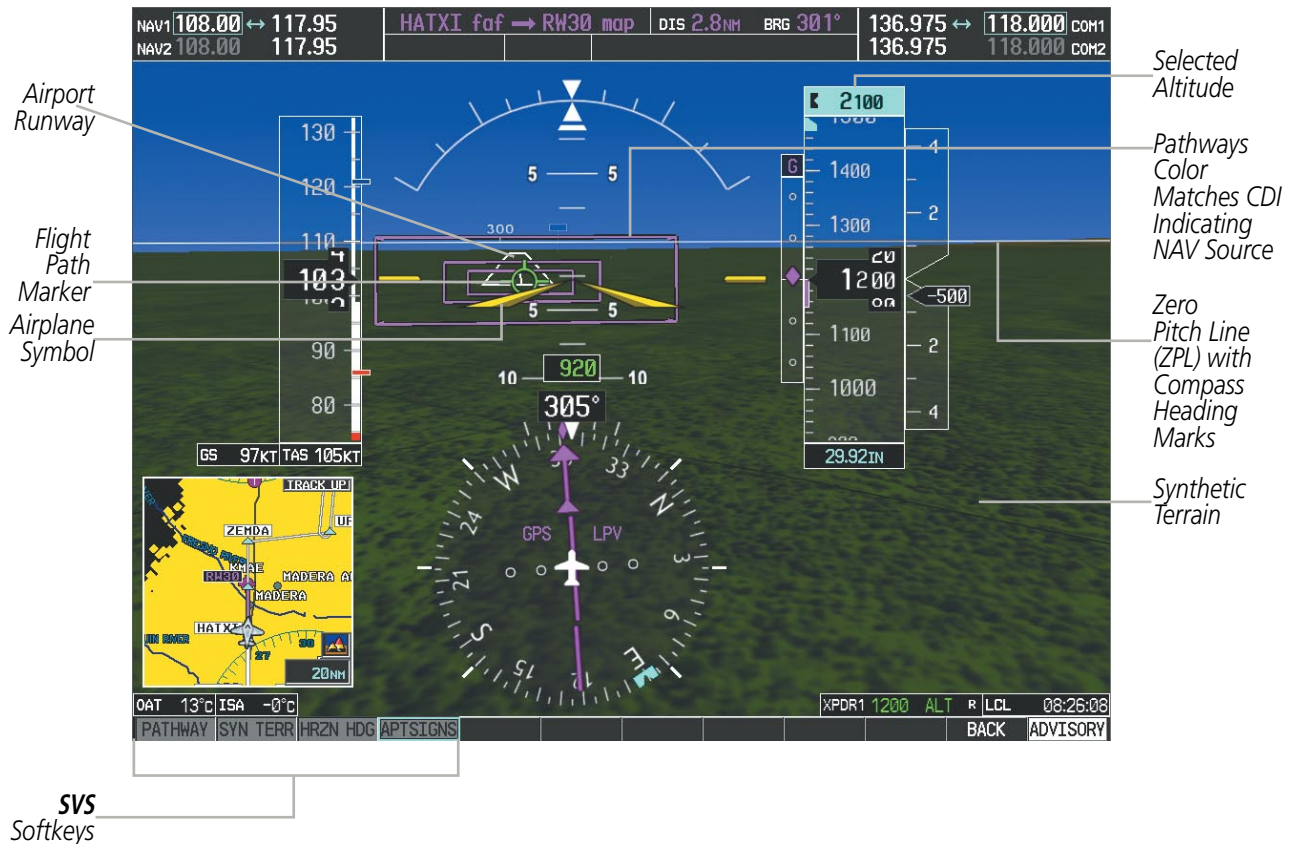 NAV1 108.00 ↔ 117.95
NAV2 108.00 117.95
HATXI faf → RW30 map
DIS 2.8NM BRG 301°
136.975 ↔ 118.000 COM1
136.975 118.000 COM2
Airport
Runway
Flight
Path
Marker
Airplane
Symbol
Selected
Altitude
Pathways
Color
Matches CDI
Indicating
NAV Source
Zero
Pitch Line
(ZPL) with
Compass
Heading
Marks
Synthetic
Terrain
130
120
110
103
90
80
GS 97KT TAS 105KT
5 5
300
5 5
10 10
920
305°
2100
G
1400
1300
1200
20
1100
1000
29.92IN
4
2
-500
2
4
33
N
3
6
E
12
15
S
21
24
W
GPS LPV
TRACK UP
ZEMDA
KMAE
RW30
MADERA
HATXI
27
30
20NM
OAT 13°C ISA -0°C
XPDR1 1200 ALT R LCL 08:26:08
PATHWAY SYN TERR HRZN HDG APTSIGNS BACK ADVISORY
SVS
Softkeys